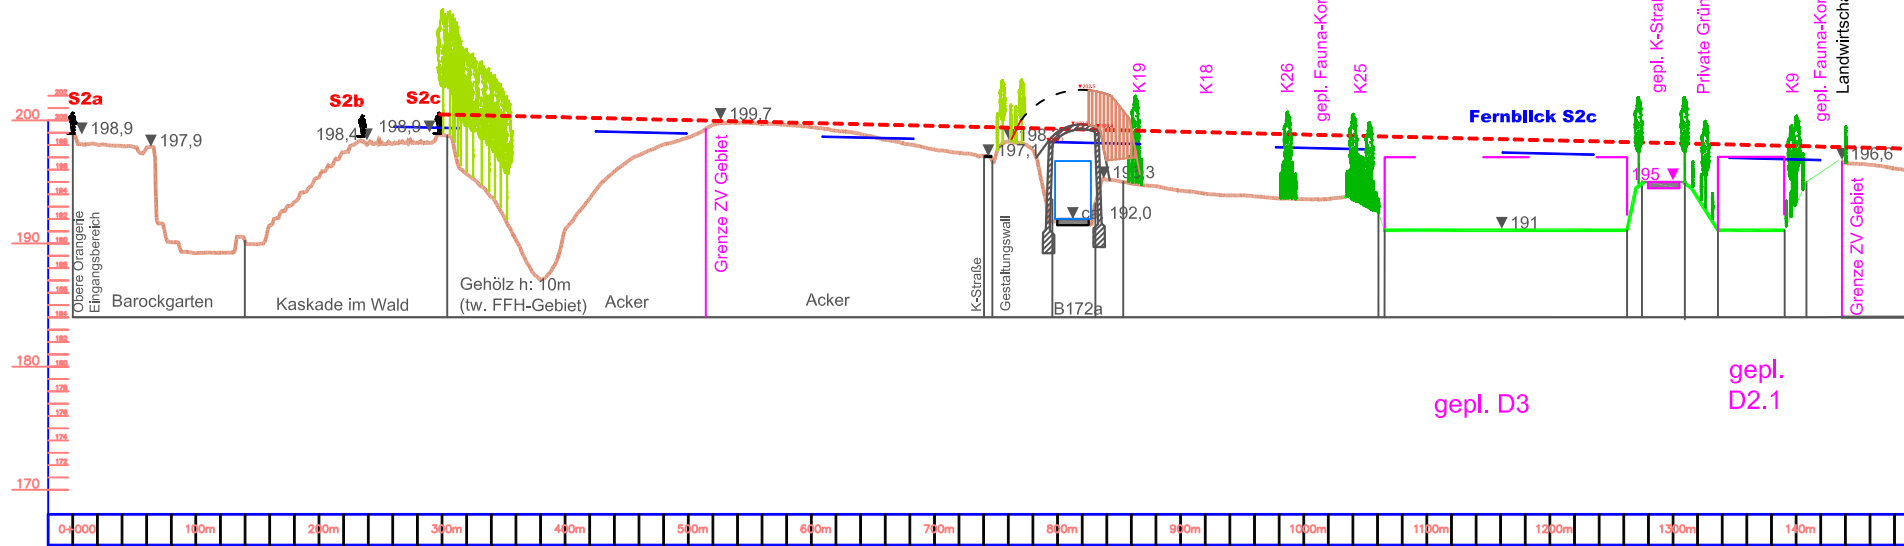 gepl. Fauna-Kor
gepl. K-Straß
Private Grün
gepl. Fauna-Kor
Landwirtscha
K19
K18
K26
K25
K9
S2a
S2b
S2c
200
198,9
197,9
198,4
198,9
199,7
Fernblick S2c
197,1
198
192,0
195
191
196,6
190
Obere Orangerie
Eingangsbereich
Barockgarten
Kaskade im Wald
Gehölz h: 10m
(tw. FFH-Gebiet)
Acker
Grenze ZV Gebiet
Acker
K-Straße
Gestaltungswall
B172a
Grenze ZV Gebiet
180
gepl. D3
gepl.
D2.1
170
0+000
100m
200m
300m
400m
500m
600m
700m
800m
900m
1000m
1100m
1200m
1300m
140m